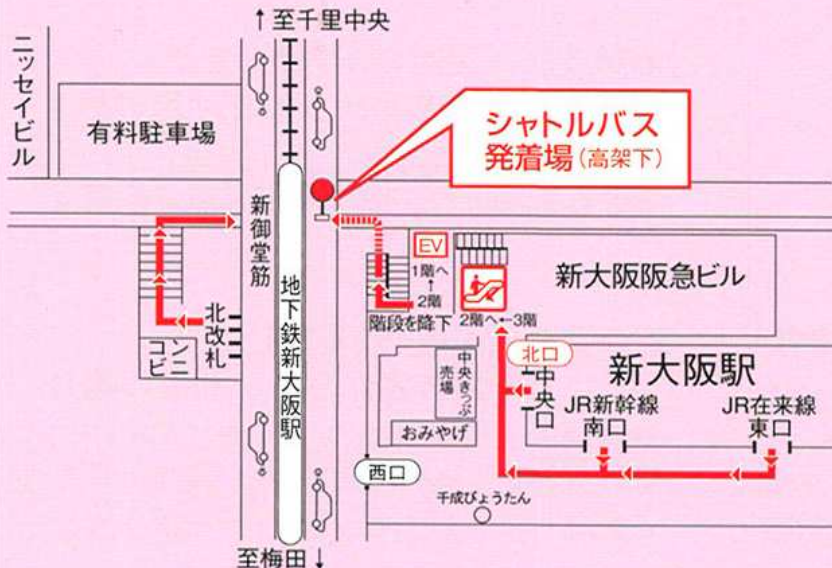 ↑至千里中央
ニッセイビル
有料駐車場
シャトルバス
発着場(高架下)
新御堂筋
地下鉄新大阪駅
EV
1階へ
↑
2階
階段を降下
2階へ←3階
新大阪阪急ビル
北改札
コンビニ
中央きっぷ
売場
おみやげ
北口
中央口
新大阪駅
JR新幹線
南口
JR在来線
東口
西口
千成びょうたん
至梅田↓